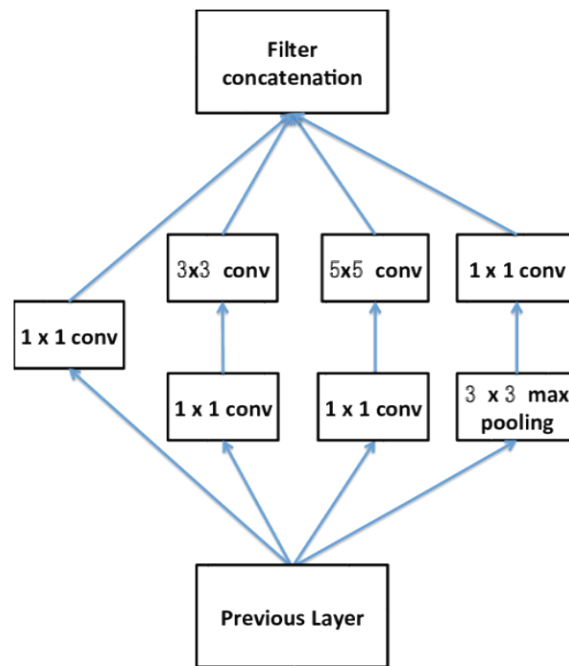 Filter
concatenation
3x3 conv
5x5 conv
1 x 1 conv
1 x 1 conv
1 x 1 conv
1 x 1 conv
3 x 3 max
pooling
Previous Layer